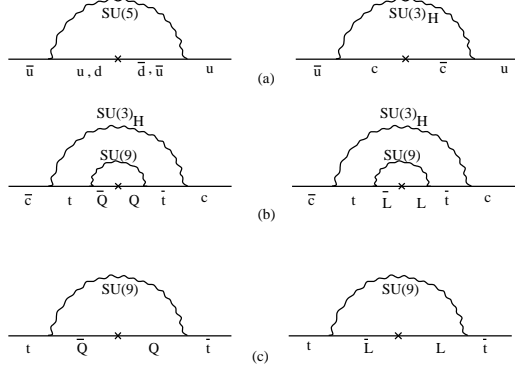 SU(5) SU(3)H
ū u , d d̄ , ū u ū c c̄ u
(a)
SU(3)H SU(3)H
SU(9) SU(9)
c̄ t Q̄ Q t̄ c c̄ t L̄ L t̄ c
(b)
SU(9) SU(9)
t Q̄ Q t̄ t L̄ L t̄
(c)